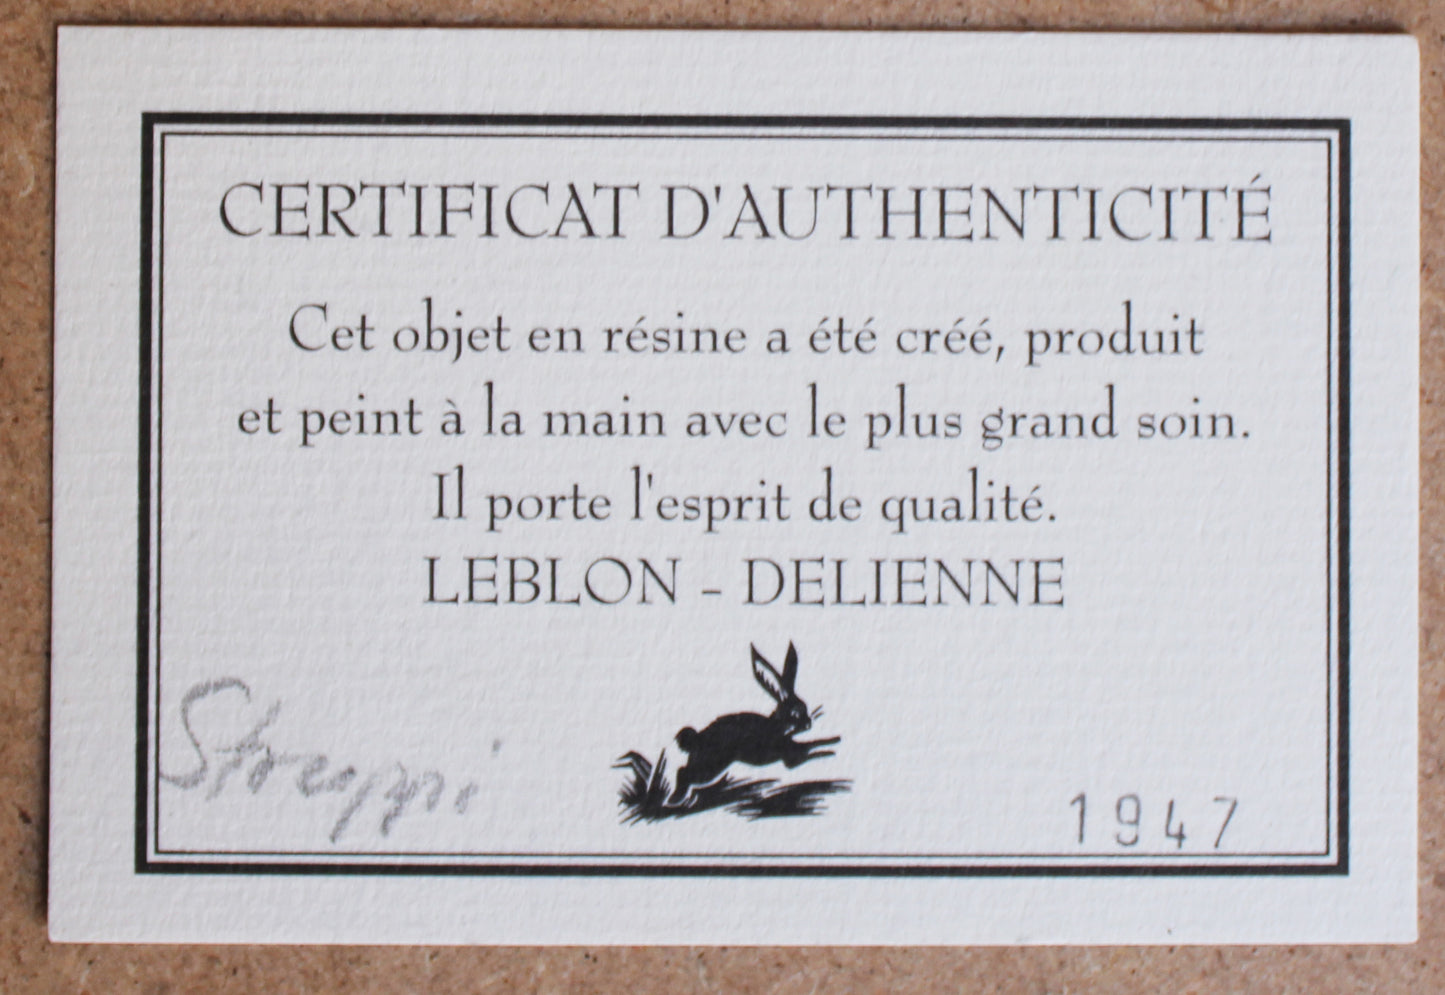 CERTIFICAT D'AUTHENTICITÉ
Cet objet en résine a été créé, produit
et peint à la main avec le plus grand soin.
Il porte l'esprit de qualité.
LEBLON - DELIENNE
Struppi
1947